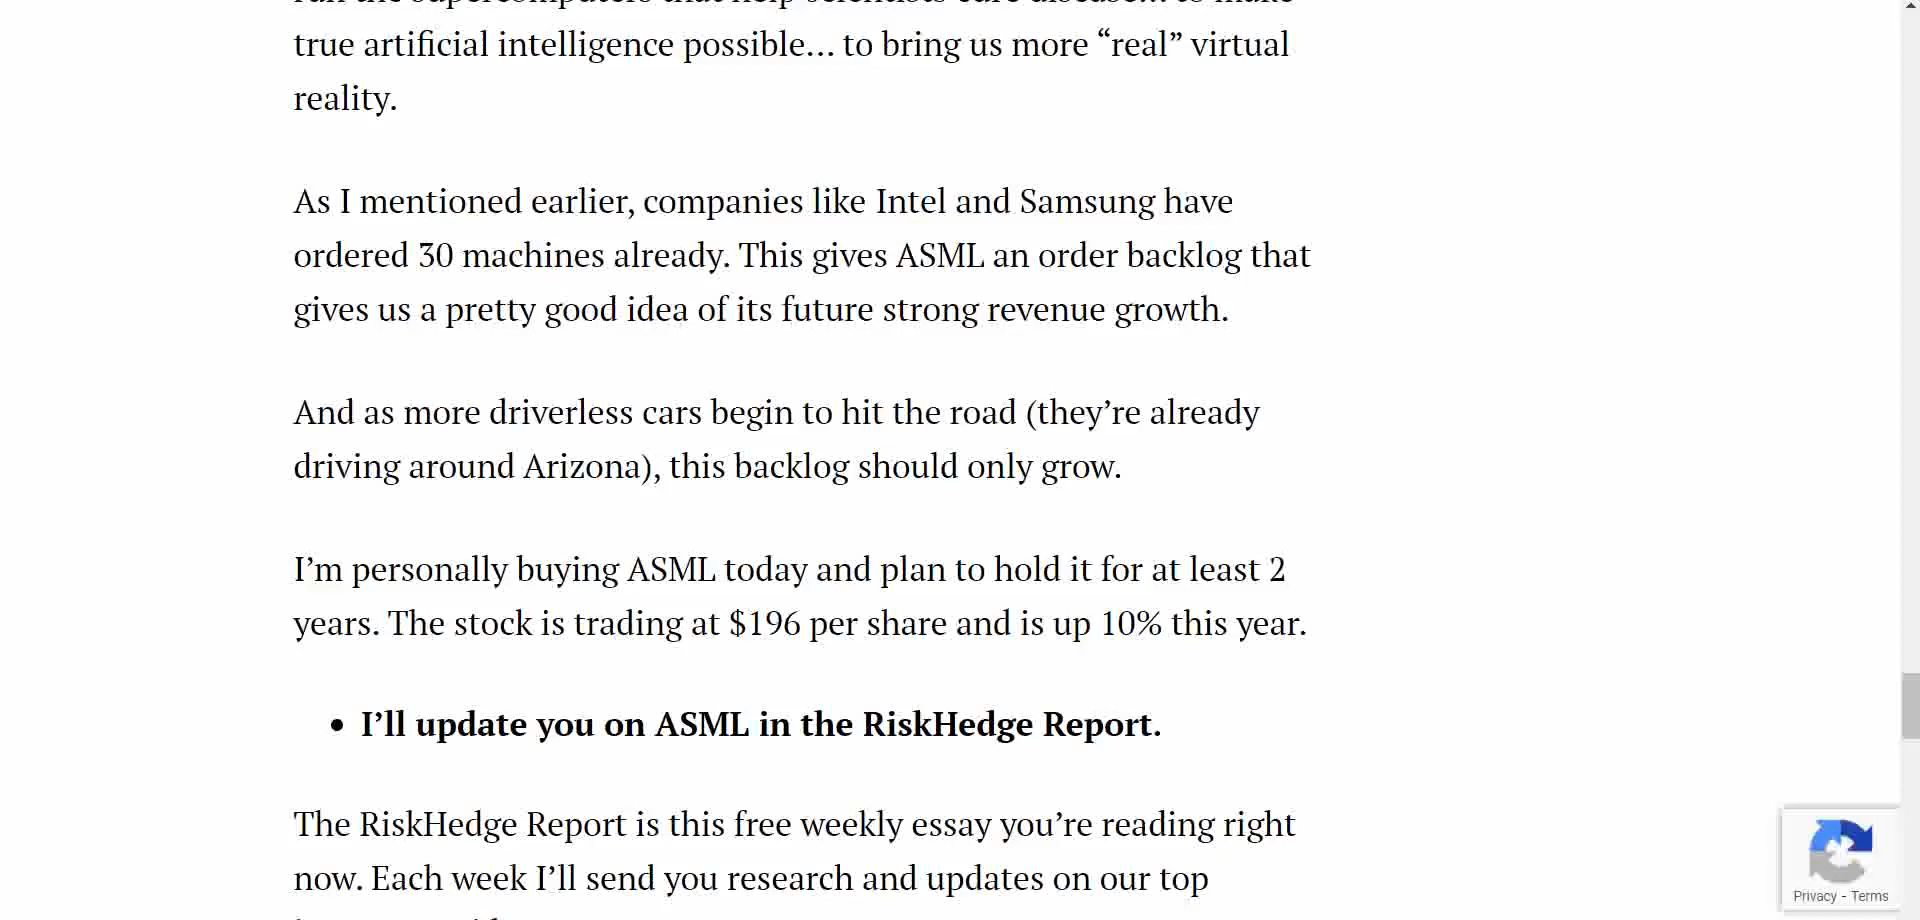 true artificial intelligence possible… to bring us more “real” virtual
reality.
As I mentioned earlier, companies like Intel and Samsung have
ordered 30 machines already. This gives ASML an order backlog that
gives us a pretty good idea of its future strong revenue growth.
And as more driverless cars begin to hit the road (they’re already
driving around Arizona), this backlog should only grow.
I’m personally buying ASML today and plan to hold it for at least 2
years. The stock is trading at $196 per share and is up 10% this year.
• I’ll update you on ASML in the RiskHedge Report.
The RiskHedge Report is this free weekly essay you’re reading right
now. Each week I’ll send you research and updates on our top
Privacy - Terms